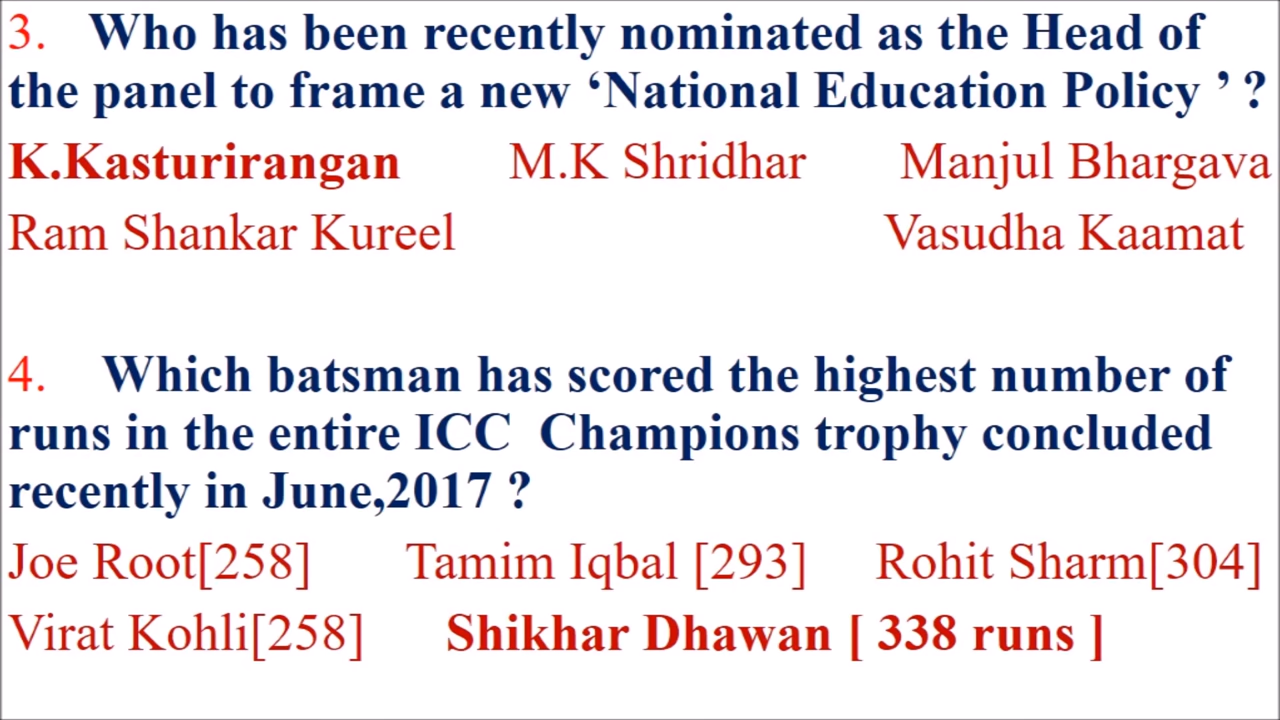 3. Who has been recently nominated as the Head of
the panel to frame a new ‘National Education Policy ’ ?
K.Kasturirangan M.K Shridhar Manjul Bhargava
Ram Shankar Kureel Vasudha Kaamat
4. Which batsman has scored the highest number of
runs in the entire ICC Champions trophy concluded
recently in June,2017 ?
Joe Root[258] Tamim Iqbal [293] Rohit Sharm[304]
Virat Kohli[258] Shikhar Dhawan [ 338 runs ]